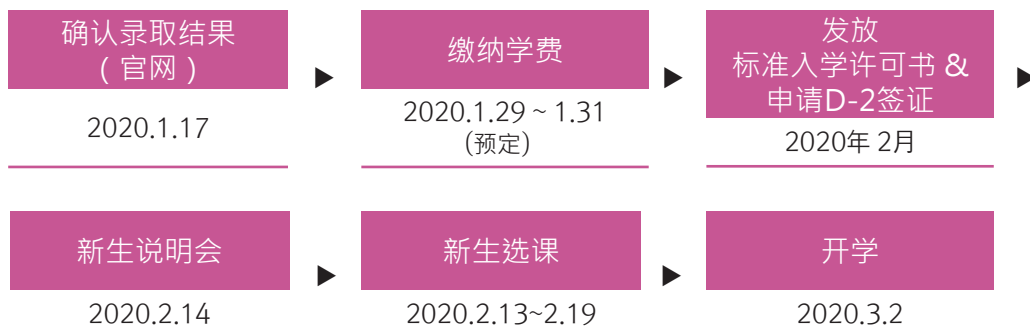 确认录取结果
( 官网 )
2020.1.17
缴纳学费
2020.1.29 ~ 1.31
(预定)
发放
标准入学许可书 &
申请D-2签证
2020年 2月
新生说明会
2020.2.14
新生选课
2020.2.13~2.19
开学
2020.3.2